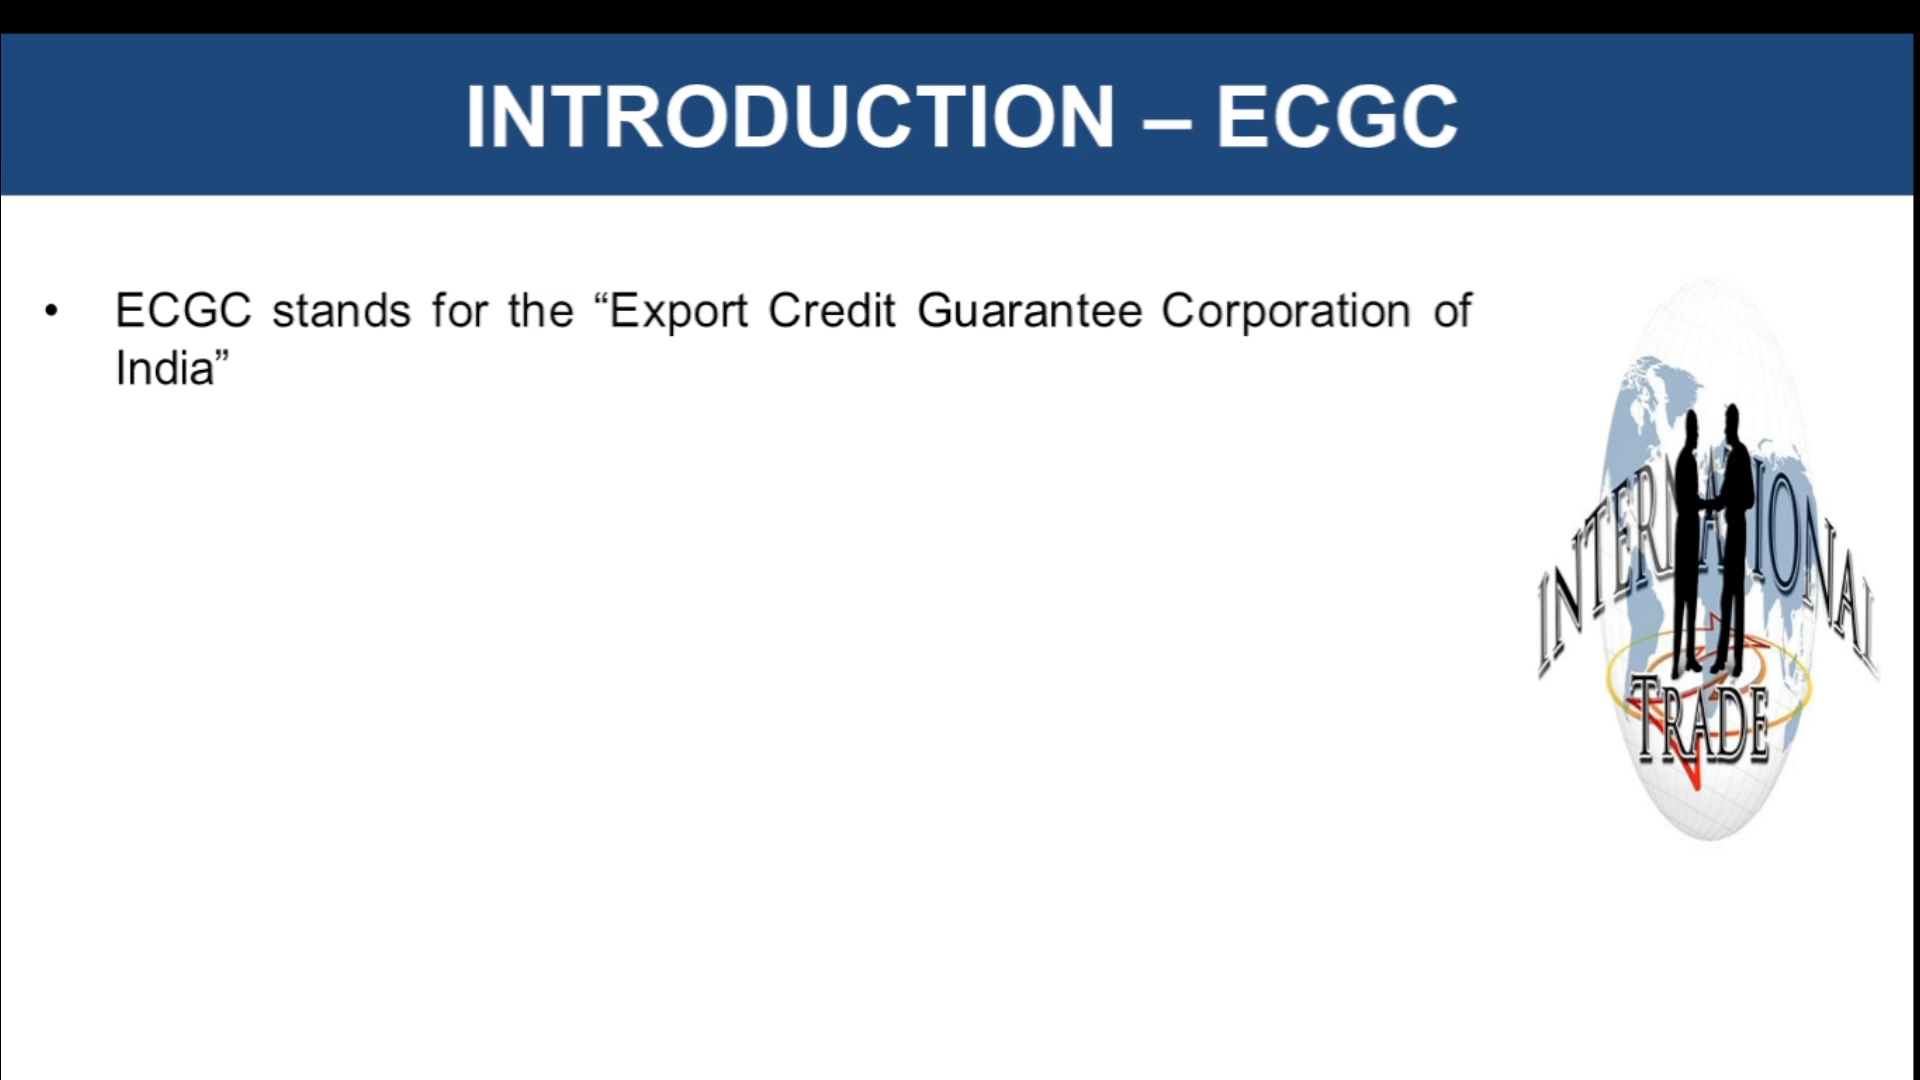 INTRODUCTION – ECGC
• ECGC stands for the “Export Credit Guarantee Corporation of
India”
INTERNATIONAL
TRADE